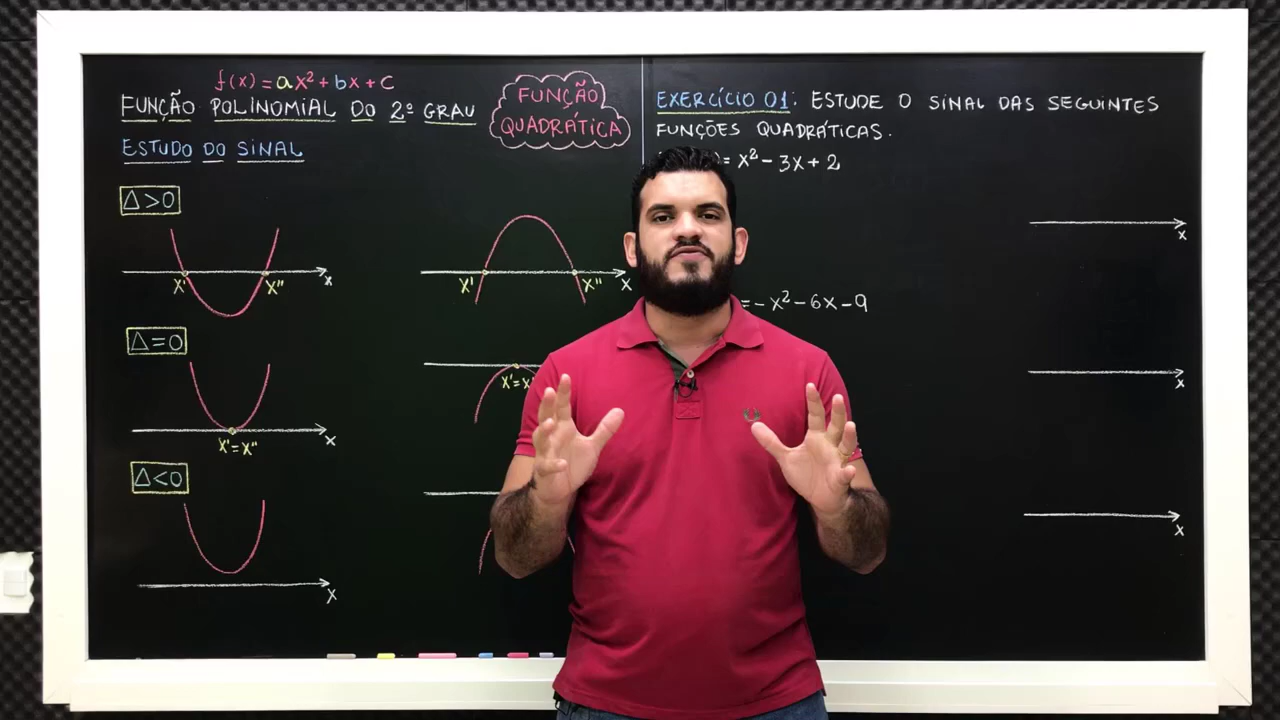 f(x) = ax² + bx + c
FUNÇÃO POLINOMIAL DO 2º GRAU
ESTUDO DO SINAL
FUNÇÃO
QUADRÁTICA
Δ>0
x' x" x
x' x" x
Δ=0
x'=x" x
x'=x
Δ<0
x
EXERCÍCIO 01: ESTUDE O SINAL DAS SEGUINTES
FUNÇÕES QUADRÁTICAS.
) = x² - 3x + 2
x
= -x² - 6x - 9
x
x